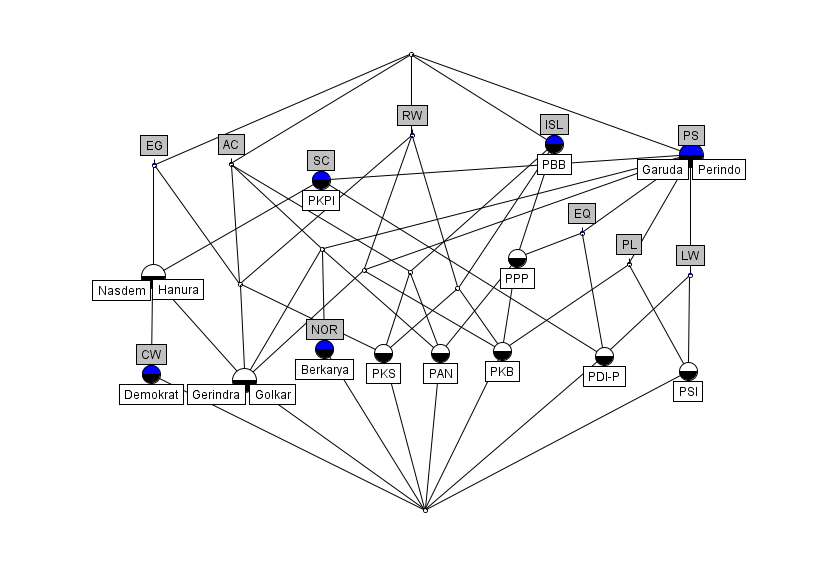 RW
ISL
PS
EG
AC
SC
PBB
Garuda
Perindo
PKPI
EQ
PL
LW
PPP
Nasdem
Hanura
NOR
CW
Berkarya
PKS
PAN
PKB
PDI-P
Demokrat
Gerindra
Golkar
PSI